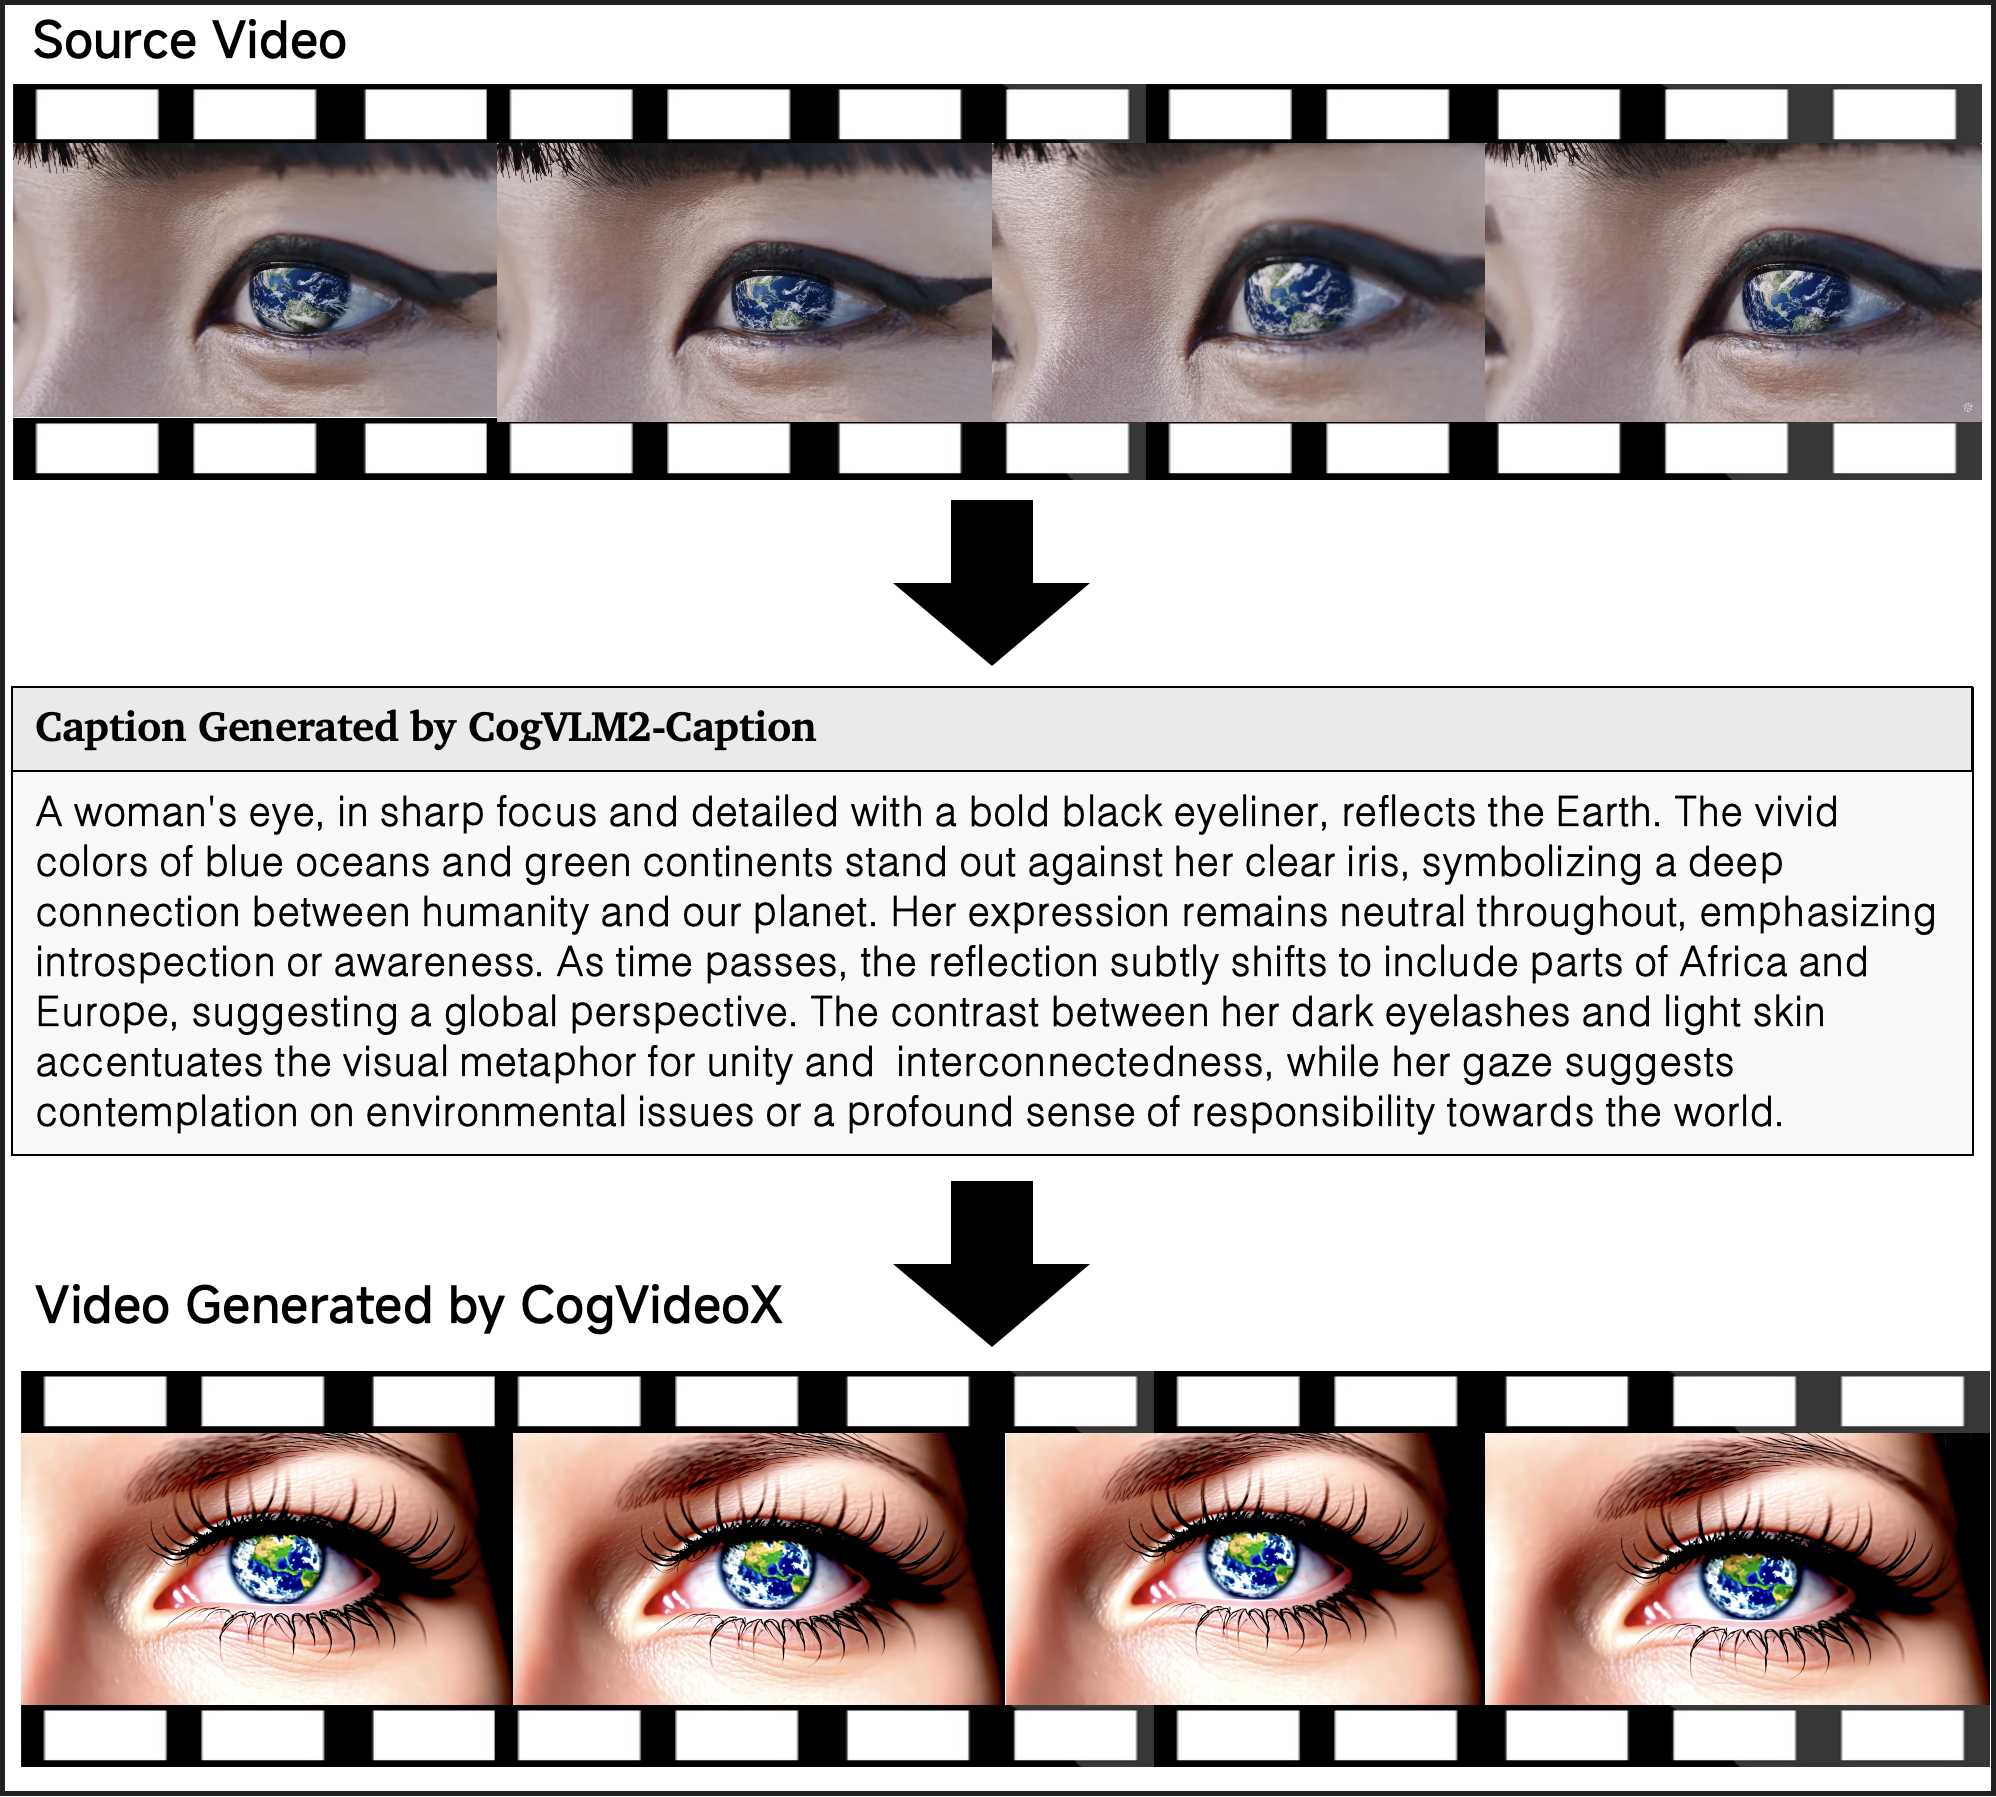 Source Video
Caption Generated by CogVLM2-Caption
A woman's eye, in sharp focus and detailed with a bold black eyeliner, reflects the Earth. The vivid
colors of blue oceans and green continents stand out against her clear iris, symbolizing a deep
connection between humanity and our planet. Her expression remains neutral throughout, emphasizing
introspection or awareness. As time passes, the reflection subtly shifts to include parts of Africa and
Europe, suggesting a global perspective. The contrast between her dark eyelashes and light skin
accentuates the visual metaphor for unity and  interconnectedness, while her gaze suggests
contemplation on environmental issues or a profound sense of responsibility towards the world.
Video Generated by CogVideoX